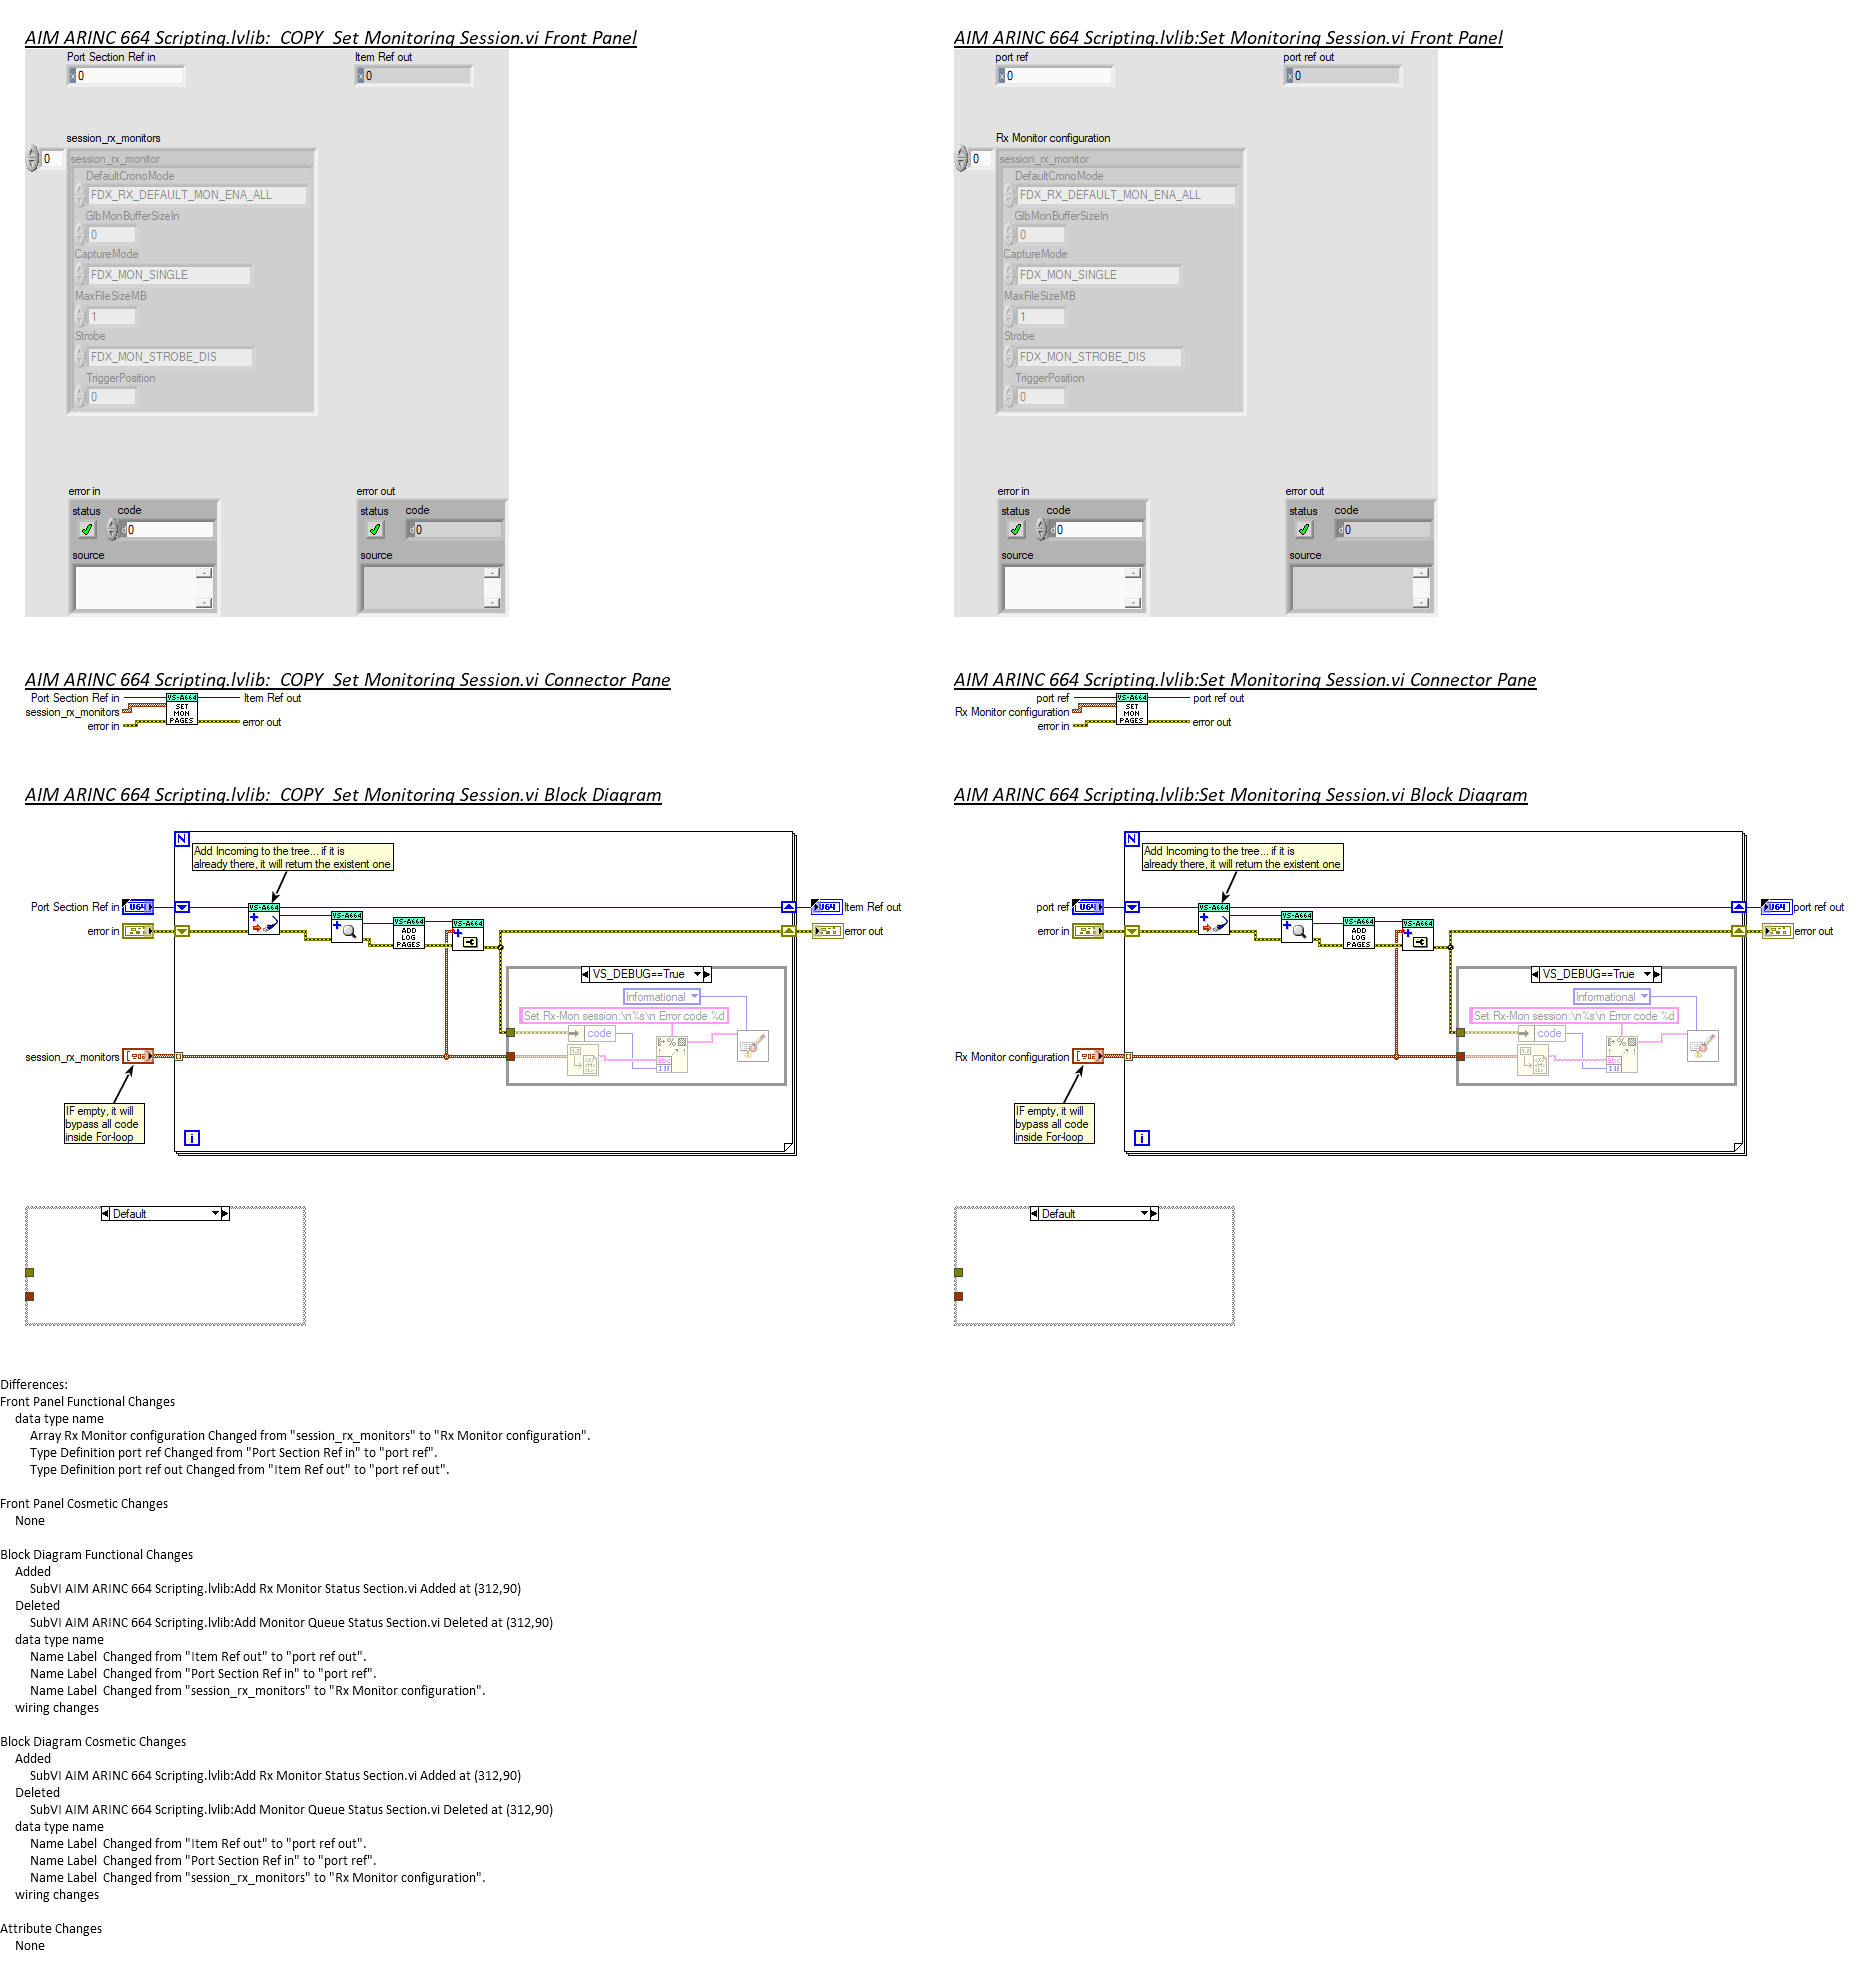 AIM ARINC 664 Scripting.lvlib:  COPY  Set Monitoring Session.vi Front Panel
Port Section Ref in
Item Ref out
x 0
x 0
session_rx_monitors
0
session_rx_monitor
DefaultCronoMode
FDX_RX_DEFAULT_MON_ENA_ALL
GlbMonBufferSizeIn
0
CaptureMode
FDX_MON_SINGLE
MaxFileSizeMB
1
Strobe
FDX_MON_STROBE_DIS
TriggerPosition
0
error in
status
code
d 0
source
error out
status
code
d 0
source
AIM ARINC 664 Scripting.lvlib:Set Monitoring Session.vi Front Panel
port ref
port ref out
x 0
x 0
Rx Monitor configuration
0
session_rx_monitor
DefaultCronoMode
FDX_RX_DEFAULT_MON_ENA_ALL
GlbMonBufferSizeIn
0
CaptureMode
FDX_MON_SINGLE
MaxFileSizeMB
1
Strobe
FDX_MON_STROBE_DIS
TriggerPosition
0
error in
status
code
d 0
source
error out
status
code
d 0
source
AIM ARINC 664 Scripting.lvlib:  COPY  Set Monitoring Session.vi Connector Pane
Port Section Ref in
session_rx_monitors
error in
VS-A664
SET
MON
PAGES
Item Ref out
error out
AIM ARINC 664 Scripting.lvlib:Set Monitoring Session.vi Connector Pane
port ref
Rx Monitor configuration
error in
VS-A664
SET
MON
PAGES
port ref out
error out
AIM ARINC 664 Scripting.lvlib:  COPY  Set Monitoring Session.vi Block Diagram
N
Add Incoming to the tree... if it is
already there, it will return the existent one
Port Section Ref in
U64
U64
Item Ref out
error in
VS-A664
VS-A664
VS-A664
ADD
LOG
PAGES
VS-A664
error out
VS_DEBUG==True
Informational
Set Rx-Mon session:\n%s\n Error code %d
code
abc
I32
session_rx_monitors
IF empty, it will
bypass all code
inside For-loop
i
Default
AIM ARINC 664 Scripting.lvlib:Set Monitoring Session.vi Block Diagram
N
Add Incoming to the tree... if it is
already there, it will return the existent one
port ref
U64
U64
port ref out
error in
VS-A664
VS-A664
VS-A664
ADD
LOG
PAGES
VS-A664
error out
VS_DEBUG==True
Informational
Set Rx-Mon session:\n%s\n Error code %d
code
abc
I32
Rx Monitor configuration
IF empty, it will
bypass all code
inside For-loop
i
Default
Differences:
Front Panel Functional Changes
data type name
Array Rx Monitor configuration Changed from "session_rx_monitors" to "Rx Monitor configuration".
Type Definition port ref Changed from "Port Section Ref in" to "port ref".
Type Definition port ref out Changed from "Item Ref out" to "port ref out".
Front Panel Cosmetic Changes
None
Block Diagram Functional Changes
Added
SubVI AIM ARINC 664 Scripting.lvlib:Add Rx Monitor Status Section.vi Added at (312,90)
Deleted
SubVI AIM ARINC 664 Scripting.lvlib:Add Monitor Queue Status Section.vi Deleted at (312,90)
data type name
Name Label  Changed from "Item Ref out" to "port ref out".
Name Label  Changed from "Port Section Ref in" to "port ref".
Name Label  Changed from "session_rx_monitors" to "Rx Monitor configuration".
wiring changes
Block Diagram Cosmetic Changes
Added
SubVI AIM ARINC 664 Scripting.lvlib:Add Rx Monitor Status Section.vi Added at (312,90)
Deleted
SubVI AIM ARINC 664 Scripting.lvlib:Add Monitor Queue Status Section.vi Deleted at (312,90)
data type name
Name Label  Changed from "Item Ref out" to "port ref out".
Name Label  Changed from "Port Section Ref in" to "port ref".
Name Label  Changed from "session_rx_monitors" to "Rx Monitor configuration".
wiring changes
Attribute Changes
None